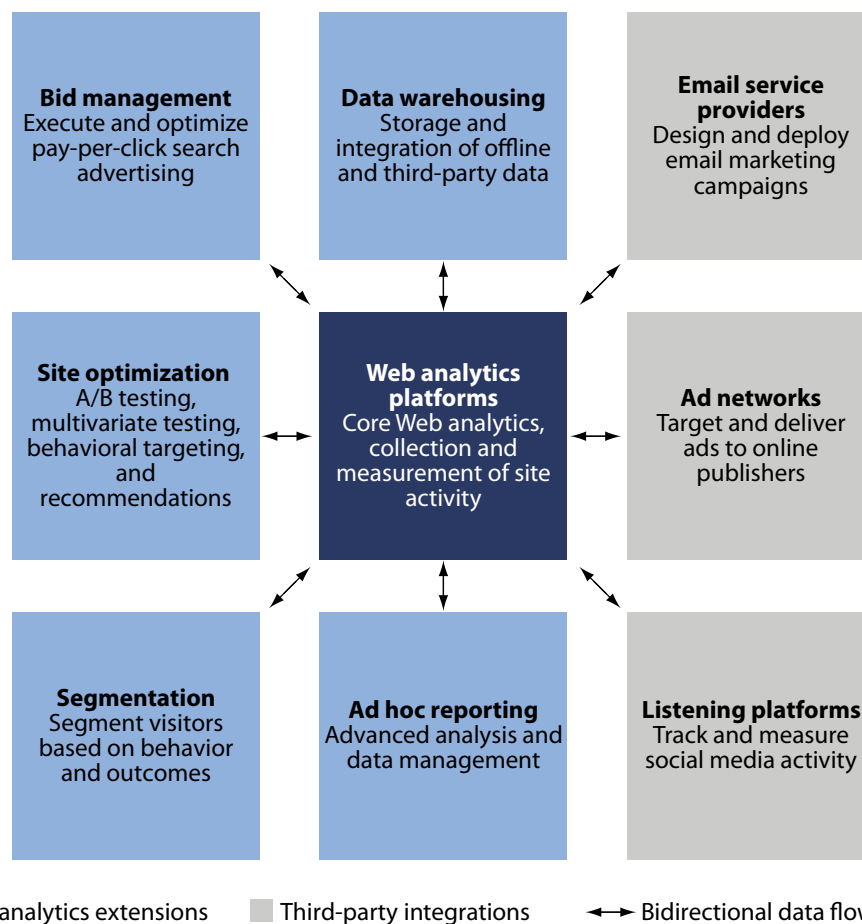 Bid management
Execute and optimize
pay-per-click search
advertising
Data warehousing
Storage and
integration of offline
and third-party data
Email service
providers
Design and deploy
email marketing
campaigns
Site optimization
A/B testing,
multivariate testing,
behavioral targeting,
and
recommendations
Web analytics
platforms
Core Web analytics,
collection and
measurement of site
activity
Ad networks
Target and deliver
ads to online
publishers
Segmentation
Segment visitors
based on behavior
and outcomes
Ad hoc reporting
Advanced analysis and
data management
Listening platforms
Track and measure
social media activity
analytics extensions
Third-party integrations
Bidirectional data flo